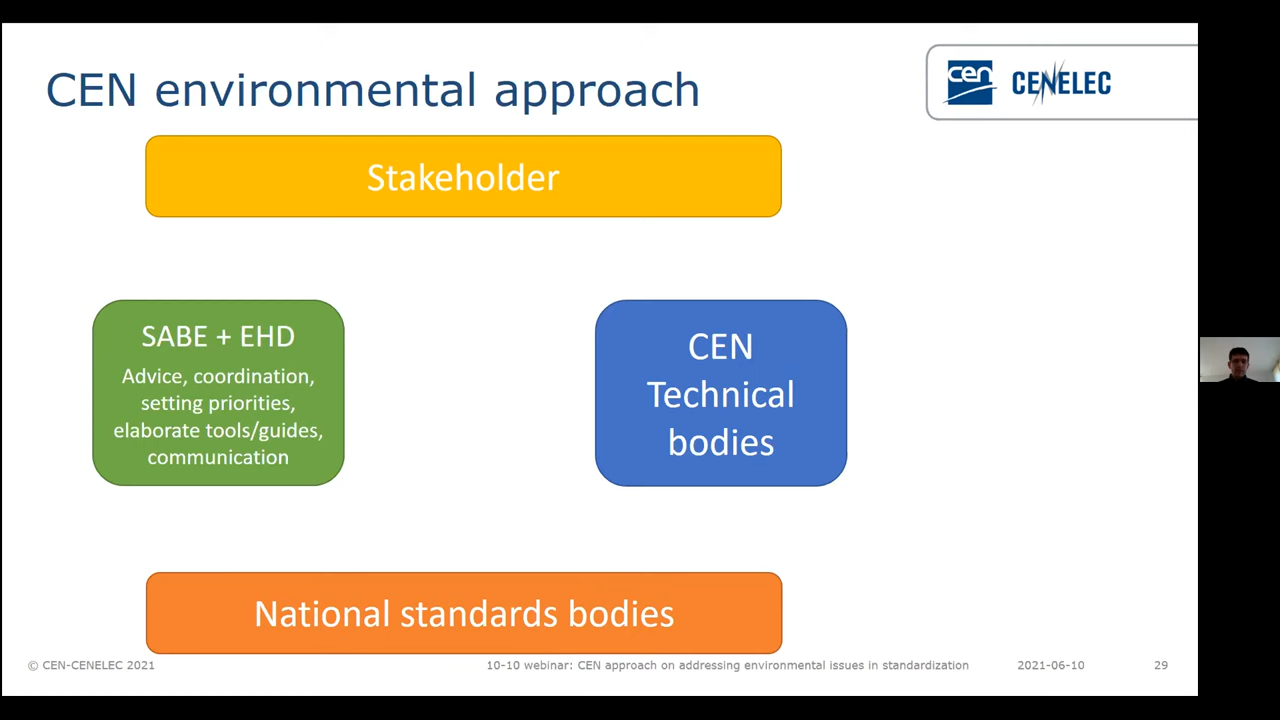 CEN environmental approach
cen
CENELEC
Stakeholder
SABE + EHD
Advice, coordination,
setting priorities,
elaborate tools/guides,
communication
CEN
Technical
bodies
National standards bodies
© CEN-CENELEC 2021
10-10 webinar: CEN approach on addressing environmental issues in standardization
2021-06-10
29